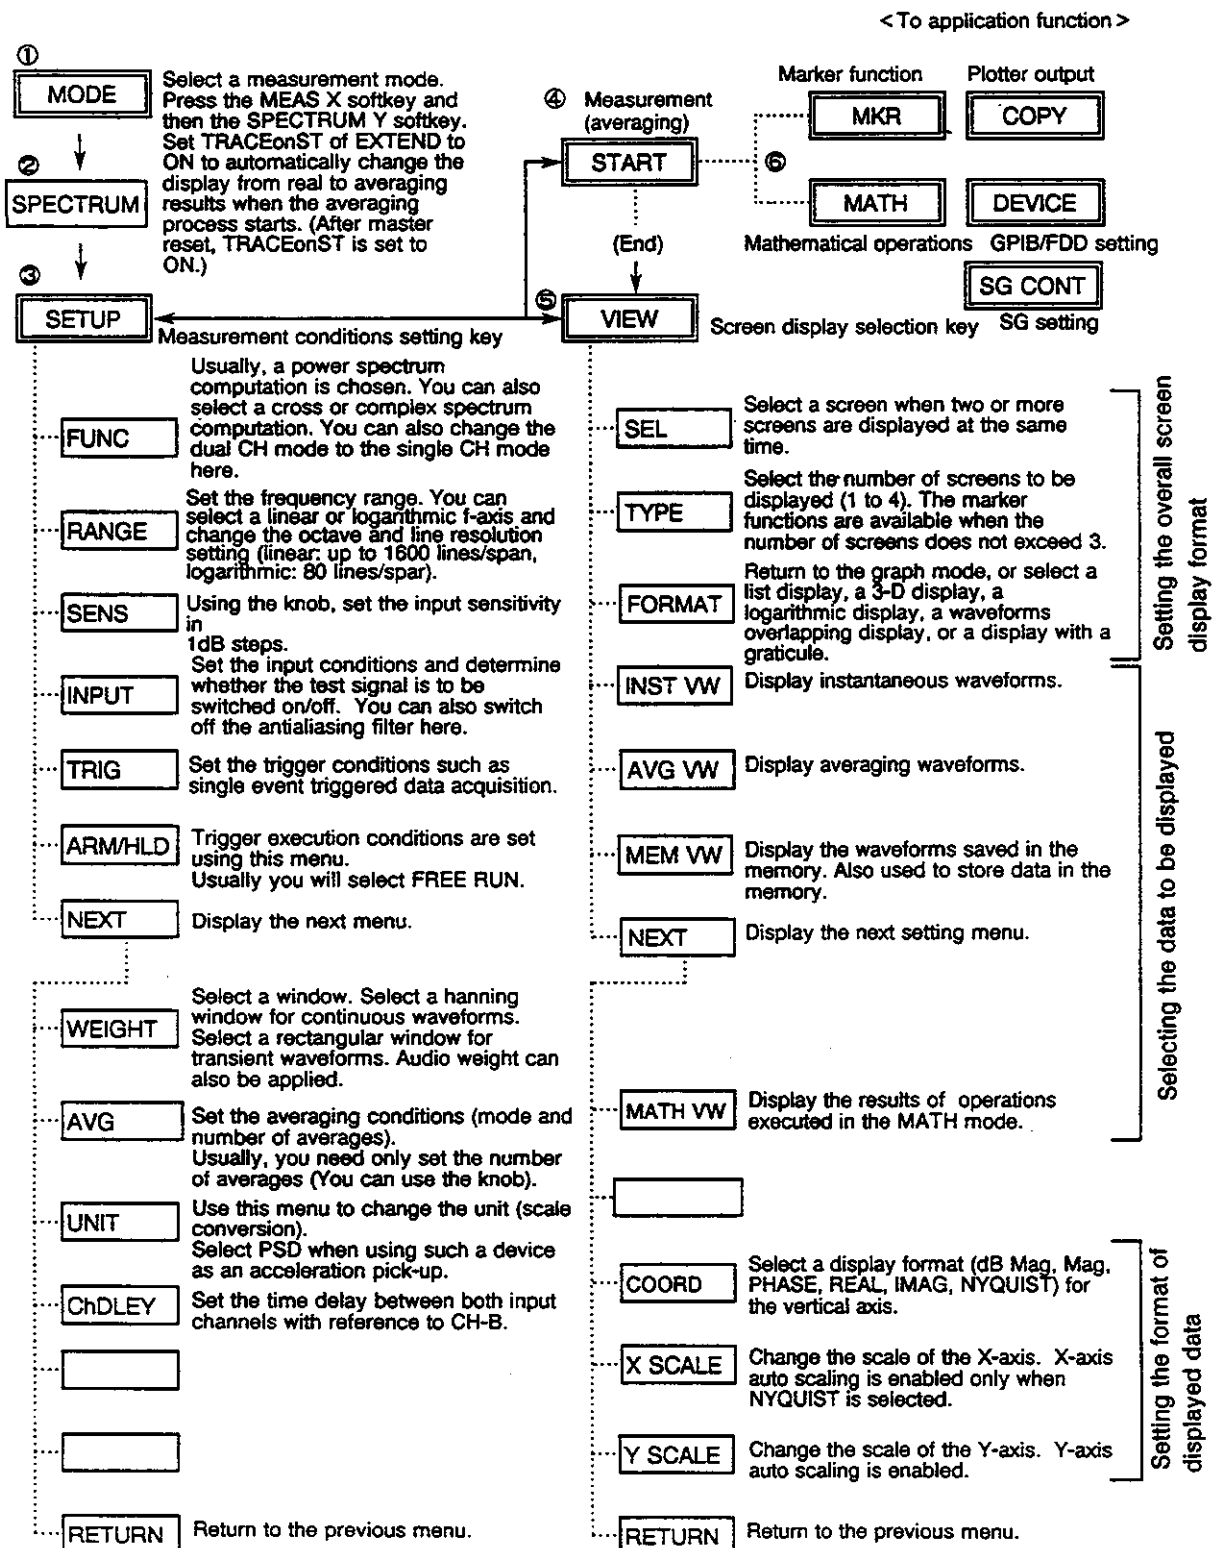 <To application function>
①
MODE
Select a measurement mode.
Press the MEAS X softkey and
then the SPECTRUM Y softkey.
Set TRACEonST of EXTEND to
ON to automatically change the
display from real to averaging
results when the averaging
process starts. (After master
reset, TRACEonST is set to
ON.)
②
SPECTRUM
③
SETUP
Measurement conditions setting key
④ Measurement
(averaging)
START
(End)
⑤
VIEW
Screen display selection key
⑥
Marker function
MKR
Plotter output
COPY
MATH
Mathematical operations
DEVICE
GPIB/FDD setting
SG CONT
SG setting
FUNC
Usually, a power spectrum
computation is chosen. You can also
select a cross or complex spectrum
computation. You can also change the
dual CH mode to the single CH mode
here.
RANGE
Set the frequency range. You can
select a linear or logarithmic f-axis and
change the octave and line resolution
setting (linear: up to 1600 lines/span,
logarithmic: 80 lines/spar).
SENS
Using the knob, set the input sensitivity
in
1dB steps.
INPUT
Set the input conditions and determine
whether the test signal is to be
switched on/off. You can also switch
off the antialiasing filter here.
TRIG
Set the trigger conditions such as
single event triggered data acquisition.
ARM/HLD
Trigger execution conditions are set
using this menu.
Usually you will select FREE RUN.
NEXT
Display the next menu.
WEIGHT
Select a window. Select a hanning
window for continuous waveforms.
Select a rectangular window for
transient waveforms. Audio weight can
also be applied.
AVG
Set the averaging conditions (mode and
number of averages).
Usually, you need only set the number
of averages (You can use the knob).
UNIT
Use this menu to change the unit (scale
conversion).
Select PSD when using such a device
as an acceleration pick-up.
ChDLEY
Set the time delay between both input
channels with reference to CH-B.
RETURN
Return to the previous menu.
SEL
Select a screen when two or more
screens are displayed at the same
time.
TYPE
Select the number of screens to be
displayed (1 to 4). The marker
functions are available when the
number of screens does not exceed 3.
FORMAT
Return to the graph mode, or select a
list display, a 3-D display, a
logarithmic display, a waveforms
overlapping display, or a display with a
graticule.
Setting the overall screen
display format
INST VW
Display instantaneous waveforms.
AVG VW
Display averaging waveforms.
MEM VW
Display the waveforms saved in the
memory. Also used to store data in the
memory.
NEXT
Display the next setting menu.
MATH VW
Display the results of operations
executed in the MATH mode.
Selecting the data to be displayed
COORD
Select a display format (dB Mag, Mag,
PHASE, REAL, IMAG, NYQUIST) for
the vertical axis.
X SCALE
Change the scale of the X-axis. X-axis
auto scaling is enabled only when
NYQUIST is selected.
Y SCALE
Change the scale of the Y-axis. Y-axis
auto scaling is enabled.
Setting the format of
displayed data
RETURN
Return to the previous menu.